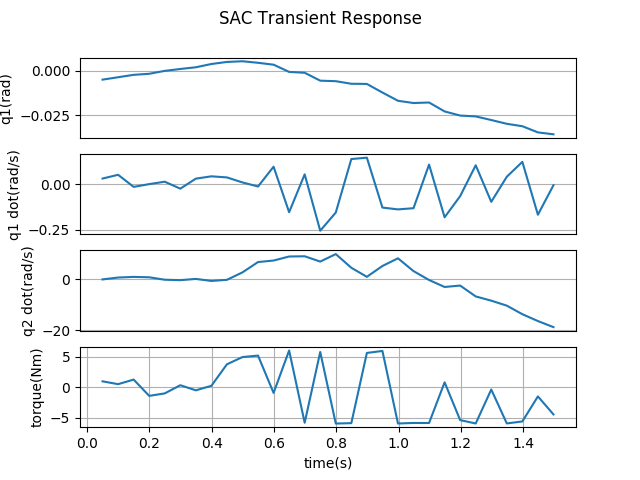 SAC Transient Response
0.000
−0.025
q1(rad)
0.00
−0.25
q1 dot(rad/s)
0
−20
q2 dot(rad/s)
5
0
−5
torque(Nm)
0.0 0.2 0.4 0.6 0.8 1.0 1.2 1.4
time(s)